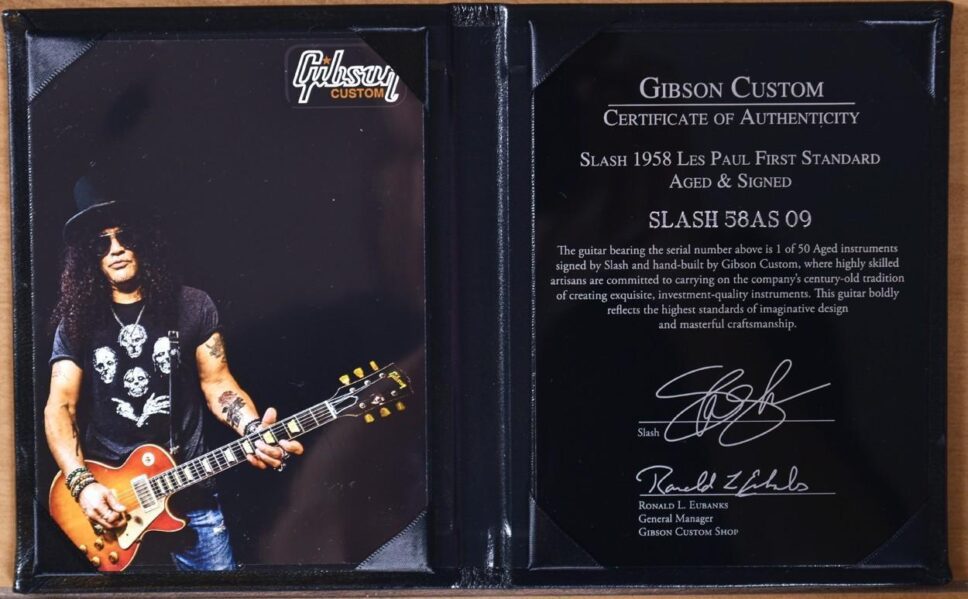 Gibson
CUSTOM
Gibson
GIBSON CUSTOM
CERTIFICATE OF AUTHENTICITY
SLASH 1958 LES PAUL FIRST STANDARD
AGED & SIGNED
SLASH 58AS 09
The guitar bearing the serial number above is 1 of 50 Aged instruments
signed by Slash and hand-built by Gibson Custom, where highly skilled
artisans are committed to carrying on the company's century-old tradition
of creating exquisite, investment-quality instruments. This guitar boldly
reflects the highest standards of imaginative design
and masterful craftsmanship.
Slash
Slash
Ronald L Eubanks
RONALD L. EUBANKS
General Manager
GIBSON CUSTOM SHOP